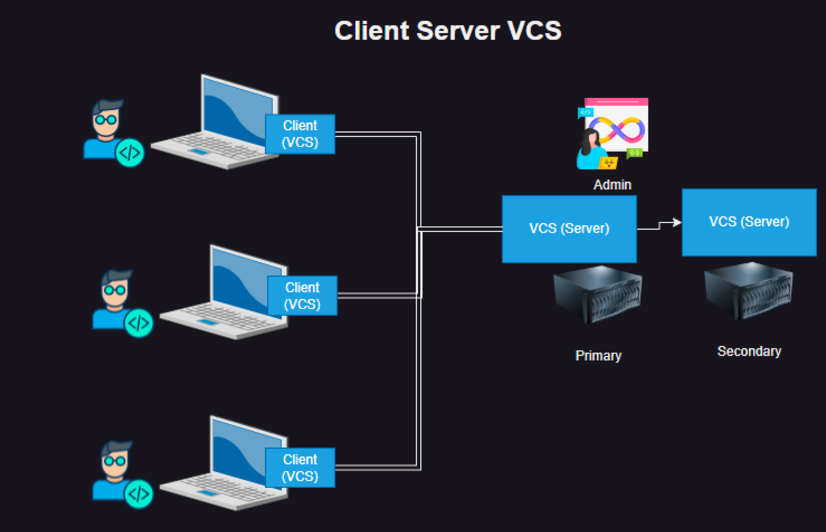 Client Server VCS
Client
(VCS)
Admin
VCS (Server)
VCS (Server)
Client
(VCS)
Primary
Secondary
Client
(VCS)